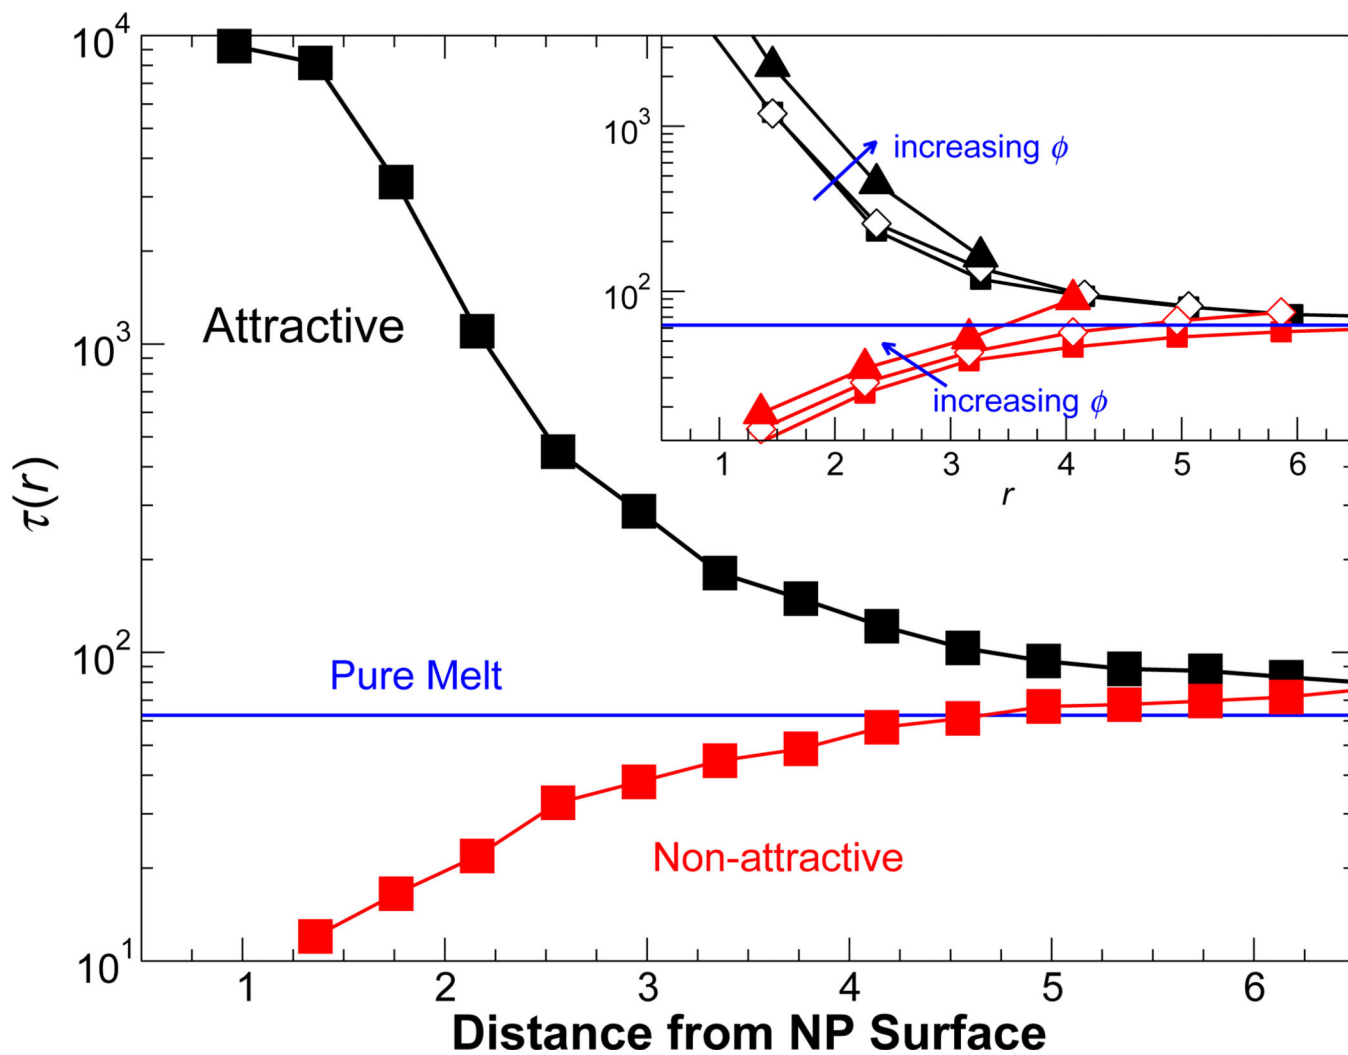 10⁴
10³
10²
10¹
τ(r)
Attractive
Pure Melt
Non-attractive
1 2 3 4 5 6
Distance from NP Surface
10³
10²
increasing ϕ
increasing ϕ
1 2 3 4 5 6
r